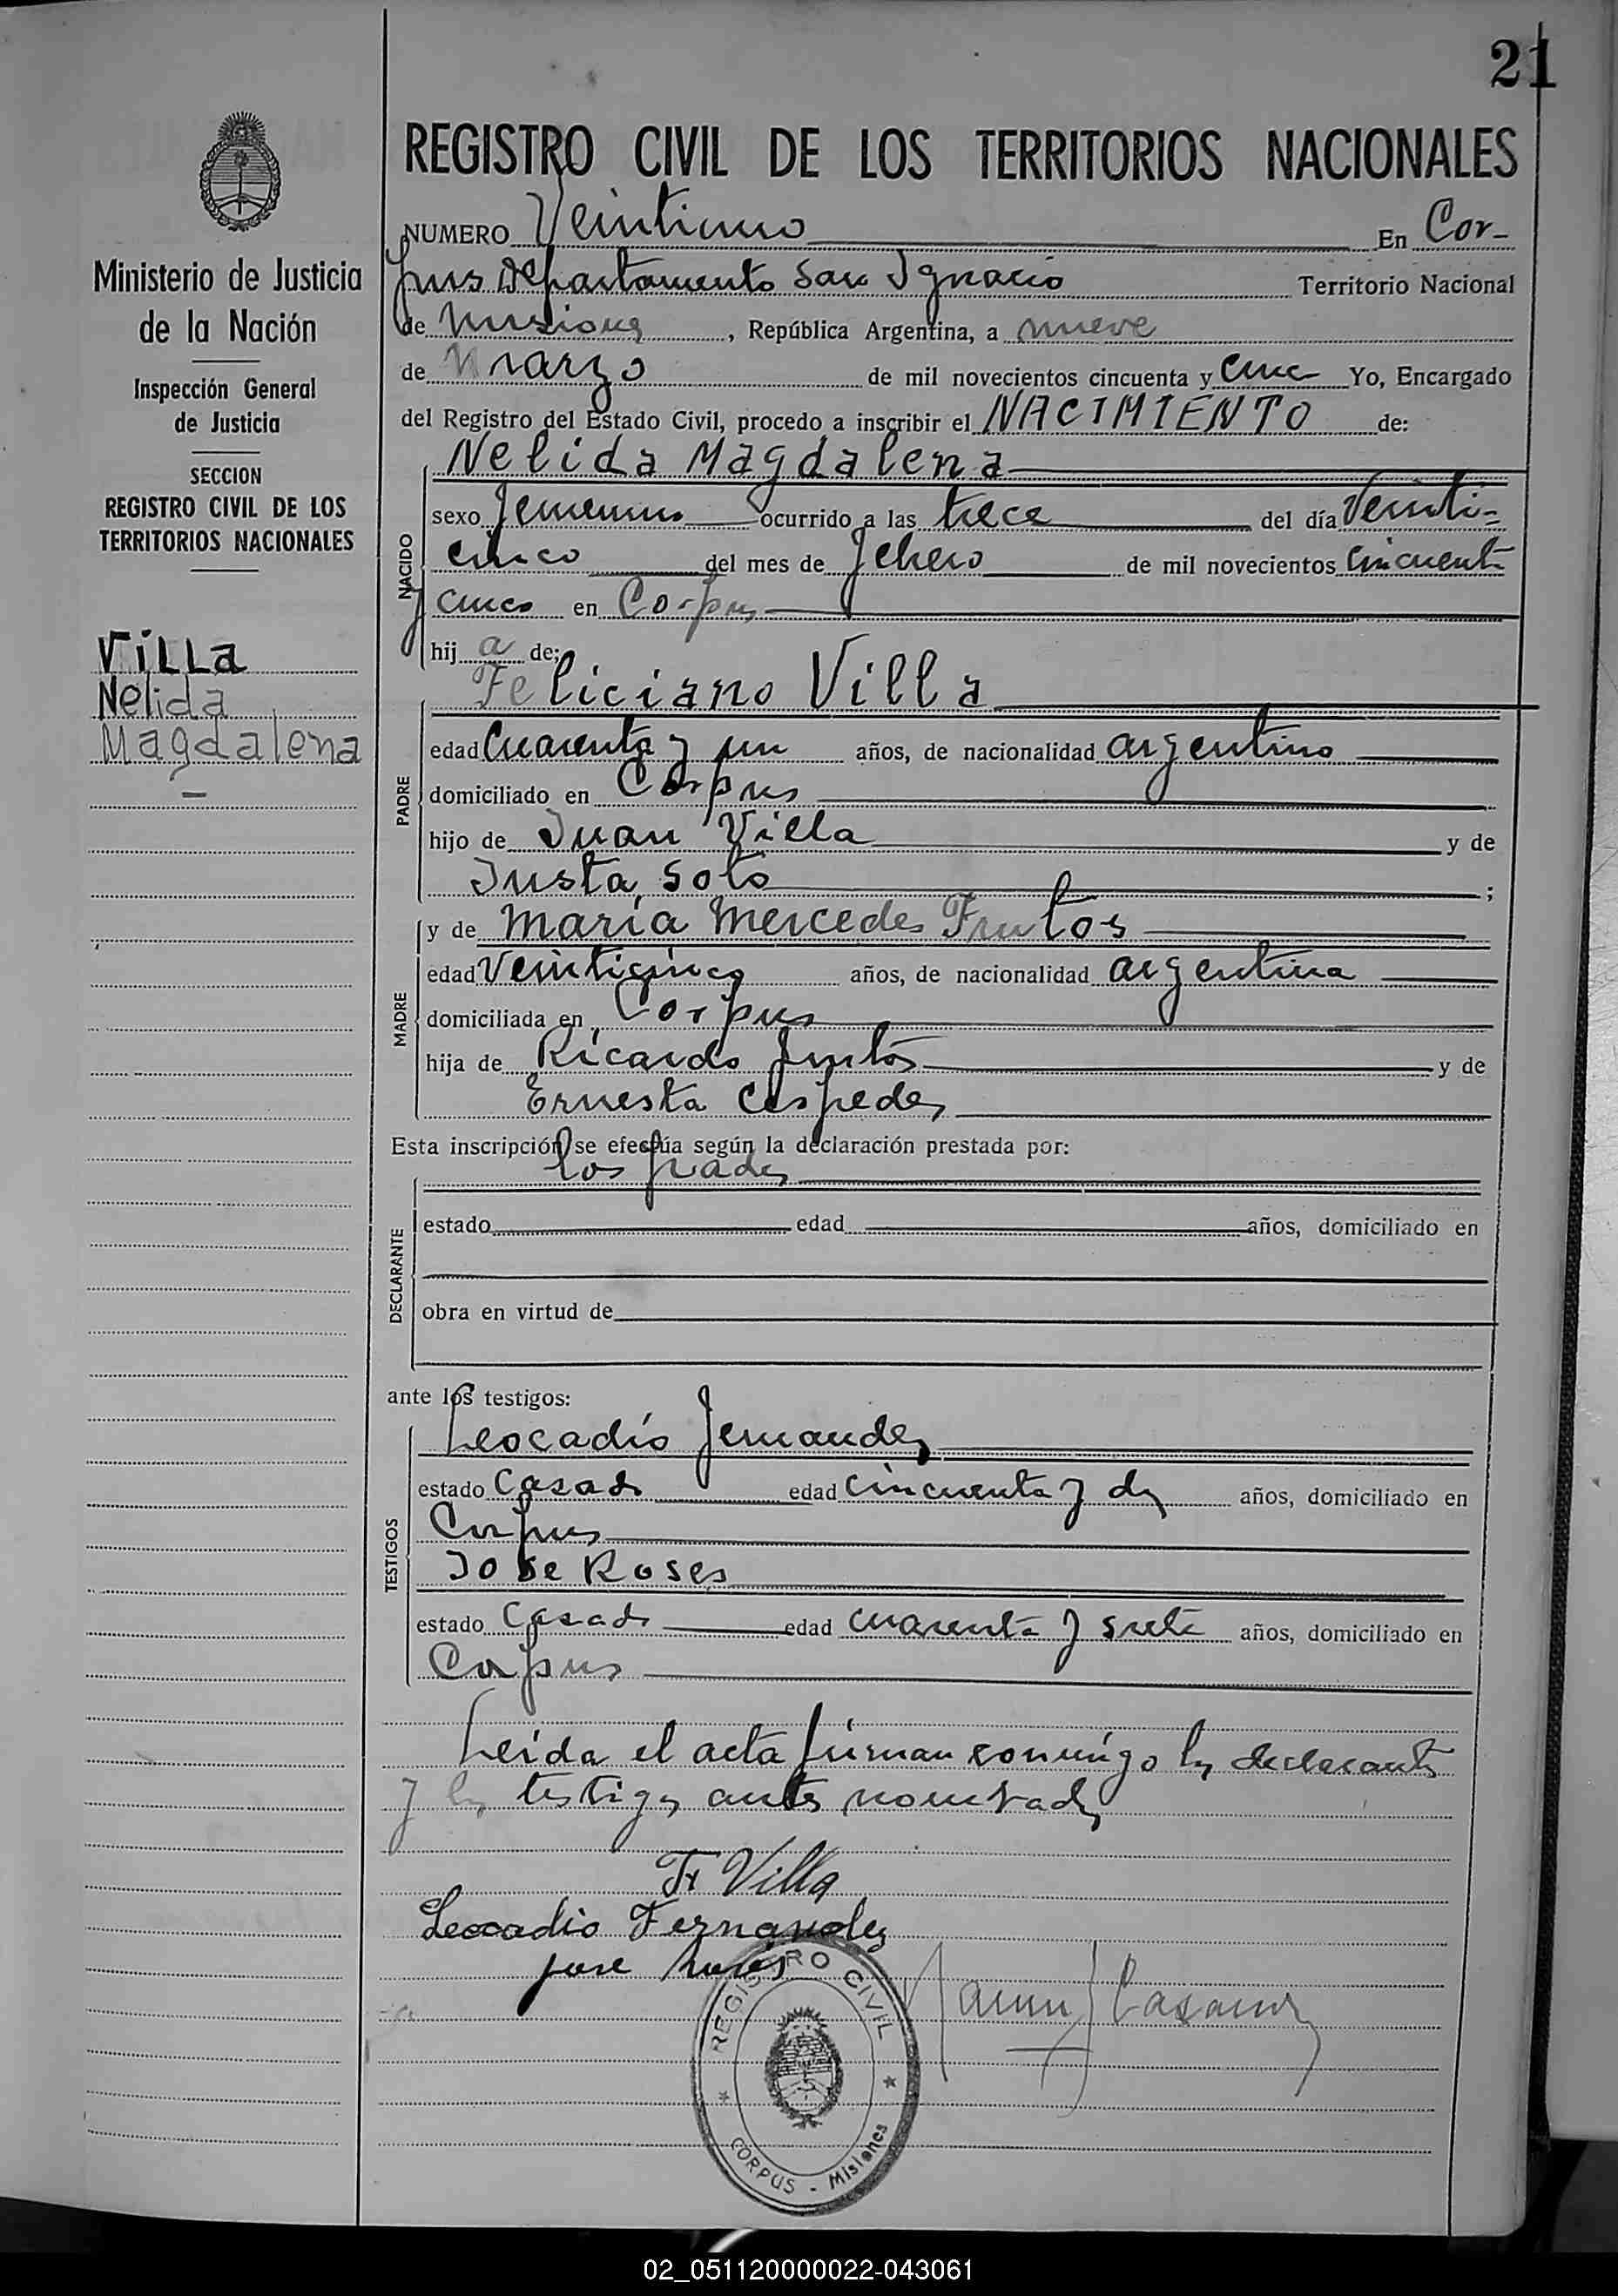 21
REGISTRO CIVIL DE LOS TERRITORIOS NACIONALES
Ministerio de Justicia
de la Nación
Inspección General
de Justicia
SECCION
REGISTRO CIVIL DE LOS
TERRITORIOS NACIONALES
VILLA
Nelida
Magdalena
NUMERO Veintiuno En Cor-
pus Departamento San Ignacio Territorio Nacional
de Misiones, República Argentina, a nueve
de Marzo de mil novecientos cincuenta y cinc Yo, Encargado
del Registro del Estado Civil, procedo a inscribir el NACIMIENTO de:
Nelida Magdalena
NACIDO
sexo femenino ocurrido a las trece del día Veinti-
cinco del mes de febrero de mil novecientos cincuent
y cinco en Corpus
hija de;
Feliciano Villa
PADRE
edad Cuarenta y un años, de nacionalidad argentino
domiciliado en Corpus
hijo de Juan Villa y de
Justa Soto ;
y de María Mercedes Frutos
MADRE
edad Veinticinco años, de nacionalidad argentina
domiciliada en Corpus
hija de Ricardo Frutos y de
Ernesta Cespedes
Esta inscripción se efectúa según la declaración prestada por:
los padres
DECLARANTE
estado edad años, domiciliado en
obra en virtud de
ante los testigos:
Leocadio Fernandez
TESTIGOS
estado Casado edad cincuenta y dos años, domiciliado en
Corpus
Jose Roses
estado Casado edad cuarenta y siete años, domiciliado en
Corpus
Leída el acta firman conmigo los declarantes
y los testigos antes nombrados
F Villa
Leocadio Fernandez
jose
REGISTRO CIVIL
CORPUS - Misiones
02_051120000022-043061